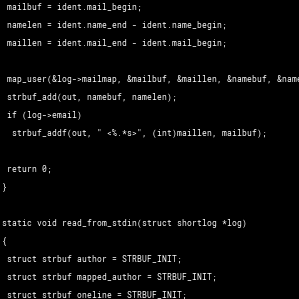 mailbuf = ident.mail_begin;
namelen = ident.name_end - ident.name_begin;
maillen = ident.mail_end - ident.mail_begin;
map_user(&log->mailmap, &mailbuf, &maillen, &namebuf, &name
strbuf_add(out, namebuf, namelen);
if (log->email)
strbuf_addf(out, " <%.*s>", (int)maillen, mailbuf);
return 0;
}
static void read_from_stdin(struct shortlog *log)
{
struct strbuf author = STRBUF_INIT;
struct strbuf mapped_author = STRBUF_INIT;
struct strbuf oneline = STRBUF_INIT;